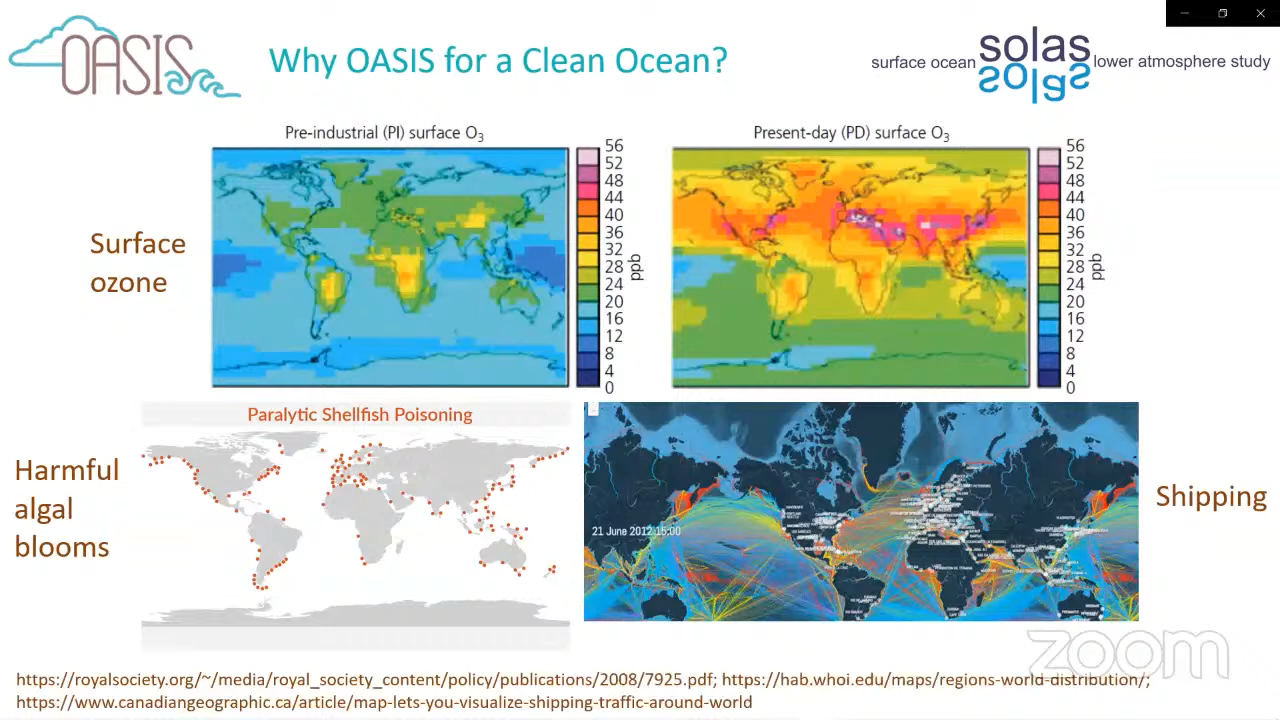 OASIS
Why OASIS for a Clean Ocean?
surface ocean
solas
lower atmosphere study
Pre-industrial (PI) surface O₃
Present-day (PD) surface O₃
56
52
48
44
40
36
32
28
24
20
16
12
8
4
0
ppb
56
52
48
44
40
36
32
28
24
20
16
12
8
4
0
ppb
Surface
ozone
Paralytic Shellfish Poisoning
Harmful
algal
blooms
21 June 2012 15:00
Shipping
zoom
https://royalsociety.org/~/media/royal_society_content/policy/publications/2008/7925.pdf; https://hab.whoi.edu/maps/regions-world-distribution/;
https://www.canadiangeographic.ca/article/map-lets-you-visualize-shipping-traffic-around-world